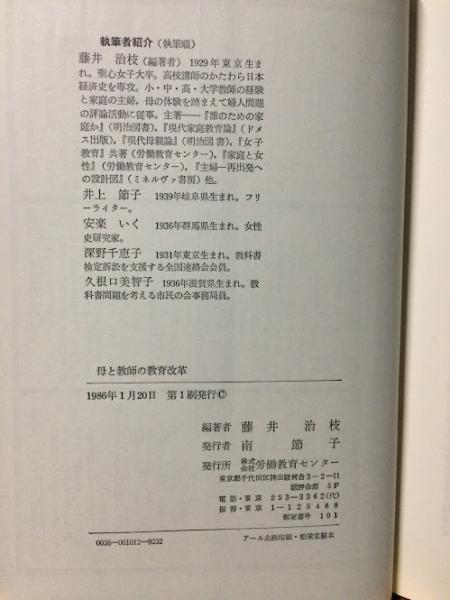 執筆者紹介(執筆順)
藤井 治枝(編著者) 1929年東京生ま
れ。聖心女子大卒。高校講師のかたわら日本
経済史を専攻。小・中・高・大学教師の経験
と家庭の主婦,母の体験を踏まえて婦人問題
の評論活動に従事。主著――『誰のための家
庭か』(明治図書),『現代家庭教育論』(ドメ
ス出版),『現代母親論』(明治図書),『女子
教育』共著(労働教育センター),『家庭と女
性』(労働教育センター),『主婦―再出発へ
の設計図』(ミネルヴァ書房)他。
井上 節子 1939年岐阜県生まれ。フリ
ーライター。
安楽 いく 1936年群馬県生まれ。女性
史研究家。
深野千恵子 1931年東京生まれ。教科書
検定訴訟を支援する全国連絡会会員。
久根口美智子 1936年滋賀県生まれ。教
科書問題を考える市民の会事務局員。
母と教師の教育改革
1986年1月20日 第1刷発行©
編著者 藤井治枝
発行者 南節子
発行所 株式会社労働教育センター
東京都千代田区神田駿河台3-2-11
総評会館 5F
電話・東京 253-3362(代)
振替・東京 1-125488
郵便番号 101
0036-001012-9232 アール企画印刷・松栄堂製本